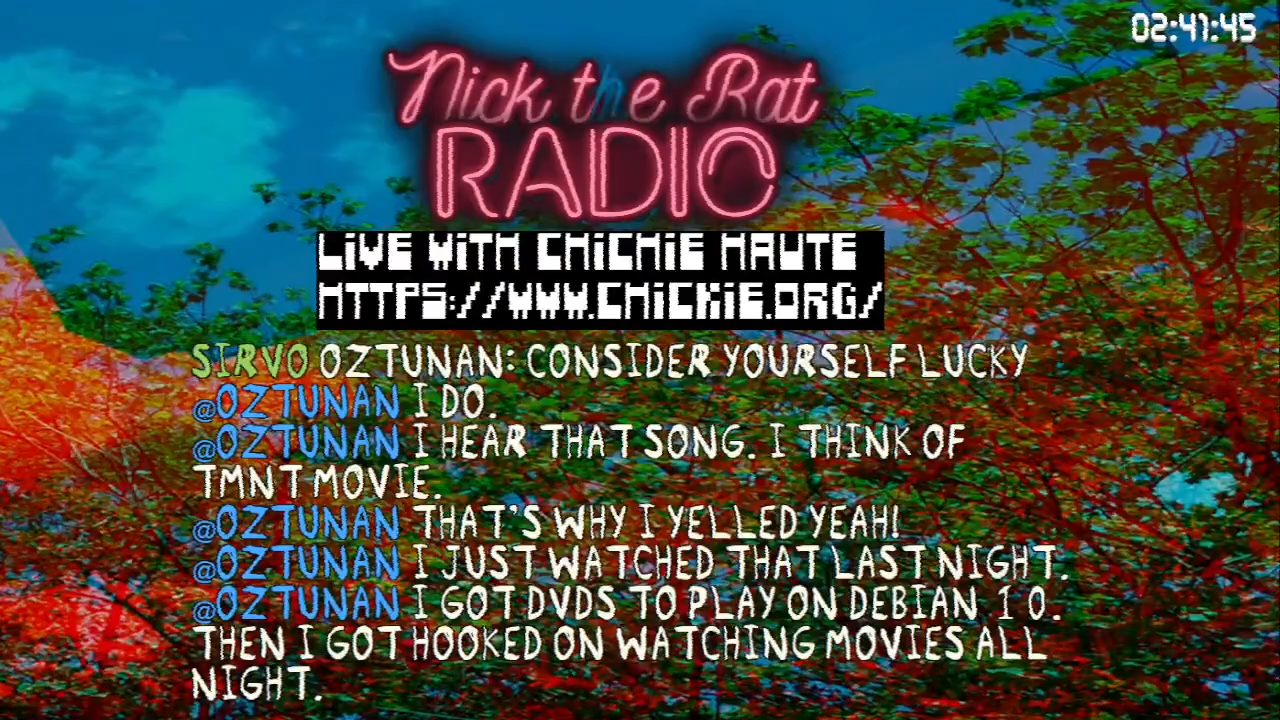 02:41:45
Nick the Rat
RADIO
LIVE WITH CHICHIE HAUTE
HTTPS://WWW.CHICKIE.ORG/
SIRVO OZTUNAN: CONSIDER YOURSELF LUCKY
@OZTUNAN I DO.
@OZTUNAN I HEAR THAT SONG. I THINK OF
TMNT MOVIE.
@OZTUNAN THAT'S WHY I YELLED YEAH!
@OZTUNAN I JUST WATCHED THAT LAST NIGHT.
@OZTUNAN I GOT DVDS TO PLAY ON DEBIAN 10.
THEN I GOT HOOKED ON WATCHING MOVIES ALL
NIGHT.